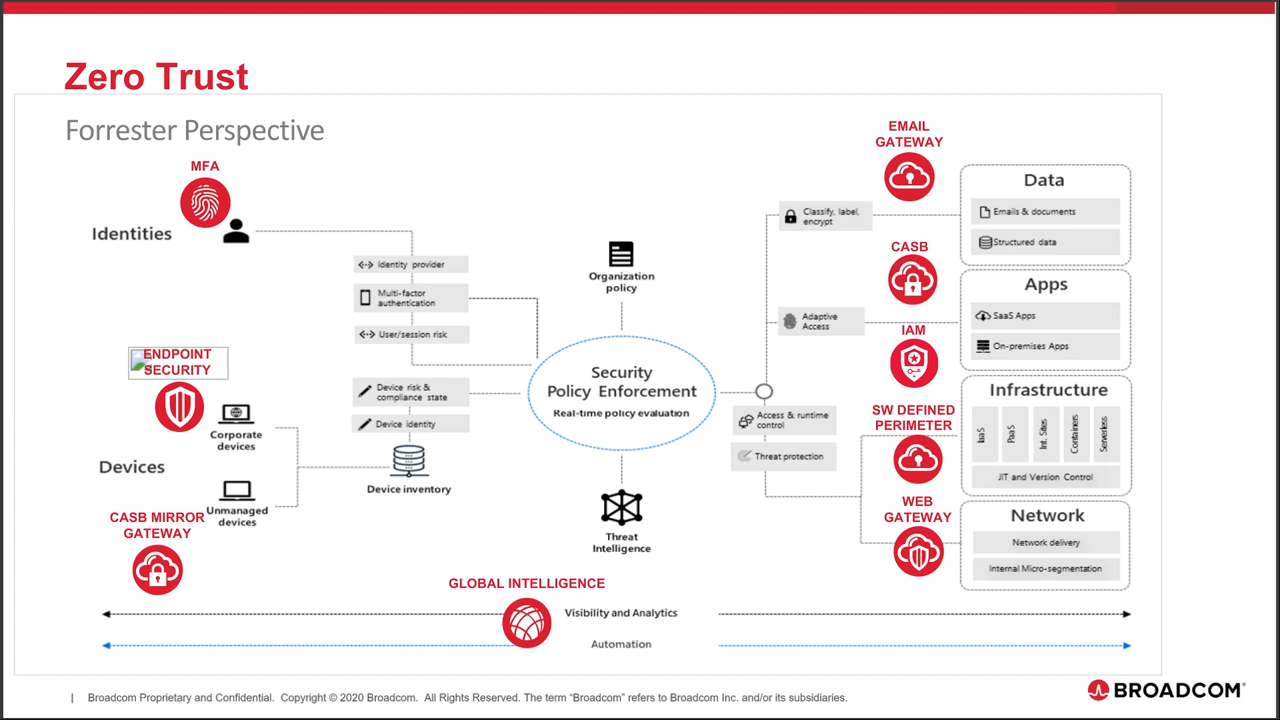 Zero Trust
Forrester Perspective
MFA
Identities
Identity provider
Multi-factor
authentication
User/session risk
ENDPOINT
SECURITY
Corporate
devices
Devices
Unmanaged
devices
CASB MIRROR
GATEWAY
Device risk &
compliance state
Device identity
Device inventory
Organization
policy
Security
Policy Enforcement
Real-time policy evaluation
Threat
Intelligence
Classify, label,
encrypt
Adaptive
Access
Access & runtime
control
Threat protection
EMAIL
GATEWAY
CASB
IAM
SW DEFINED
PERIMETER
WEB
GATEWAY
Data
Emails & documents
Structured data
Apps
SaaS Apps
On-premises Apps
Infrastructure
IaaS
PaaS
Int. Sites
Containers
Serverless
JIT and Version Control
Network
Network delivery
Internal Micro-segmentation
GLOBAL INTELLIGENCE
Visibility and Analytics
Automation
| Broadcom Proprietary and Confidential. Copyright © 2020 Broadcom. All Rights Reserved. The term “Broadcom” refers to Broadcom Inc. and/or its subsidiaries.
BROADCOM®